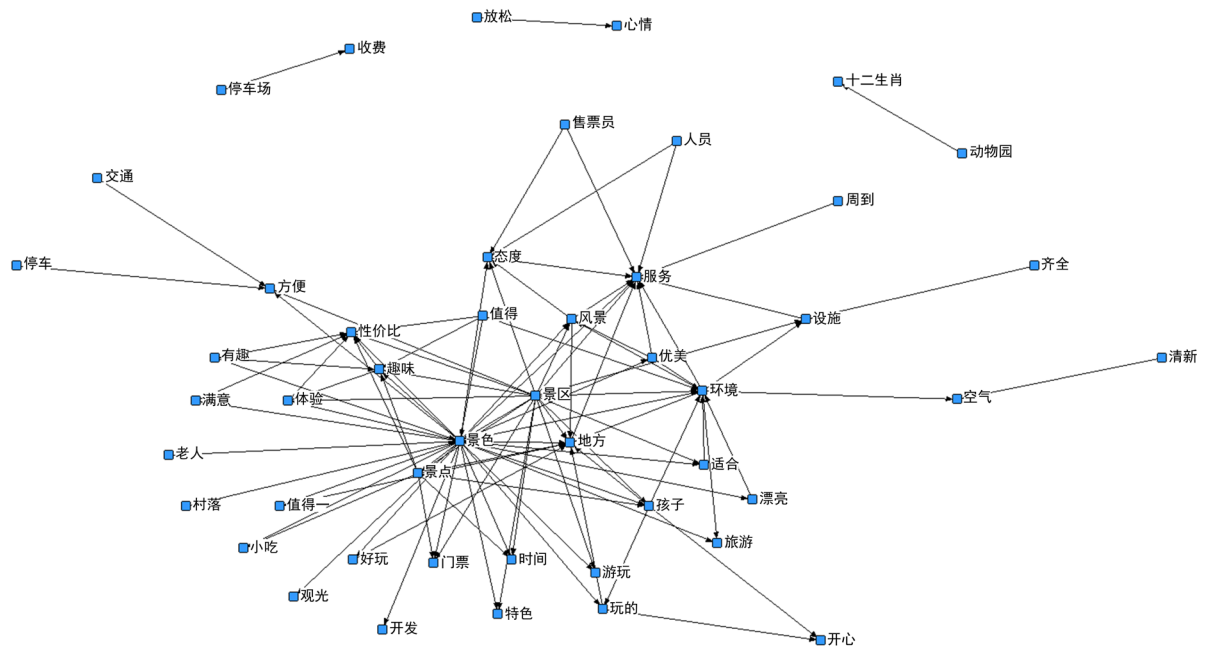 放松
心情
收费
停车场
十二生肖
售票员
人员
动物园
交通
周到
态度
停车
服务
齐全
方便
值得
风景
设施
性价比
有趣
趣味
优美
清新
满意
体验
景区
环境
空气
景色
地方
老人
景点
适合
村落
值得一
孩子
漂亮
小吃
好玩
门票
时间
旅游
观光
游玩
特色
玩的
开发
开心